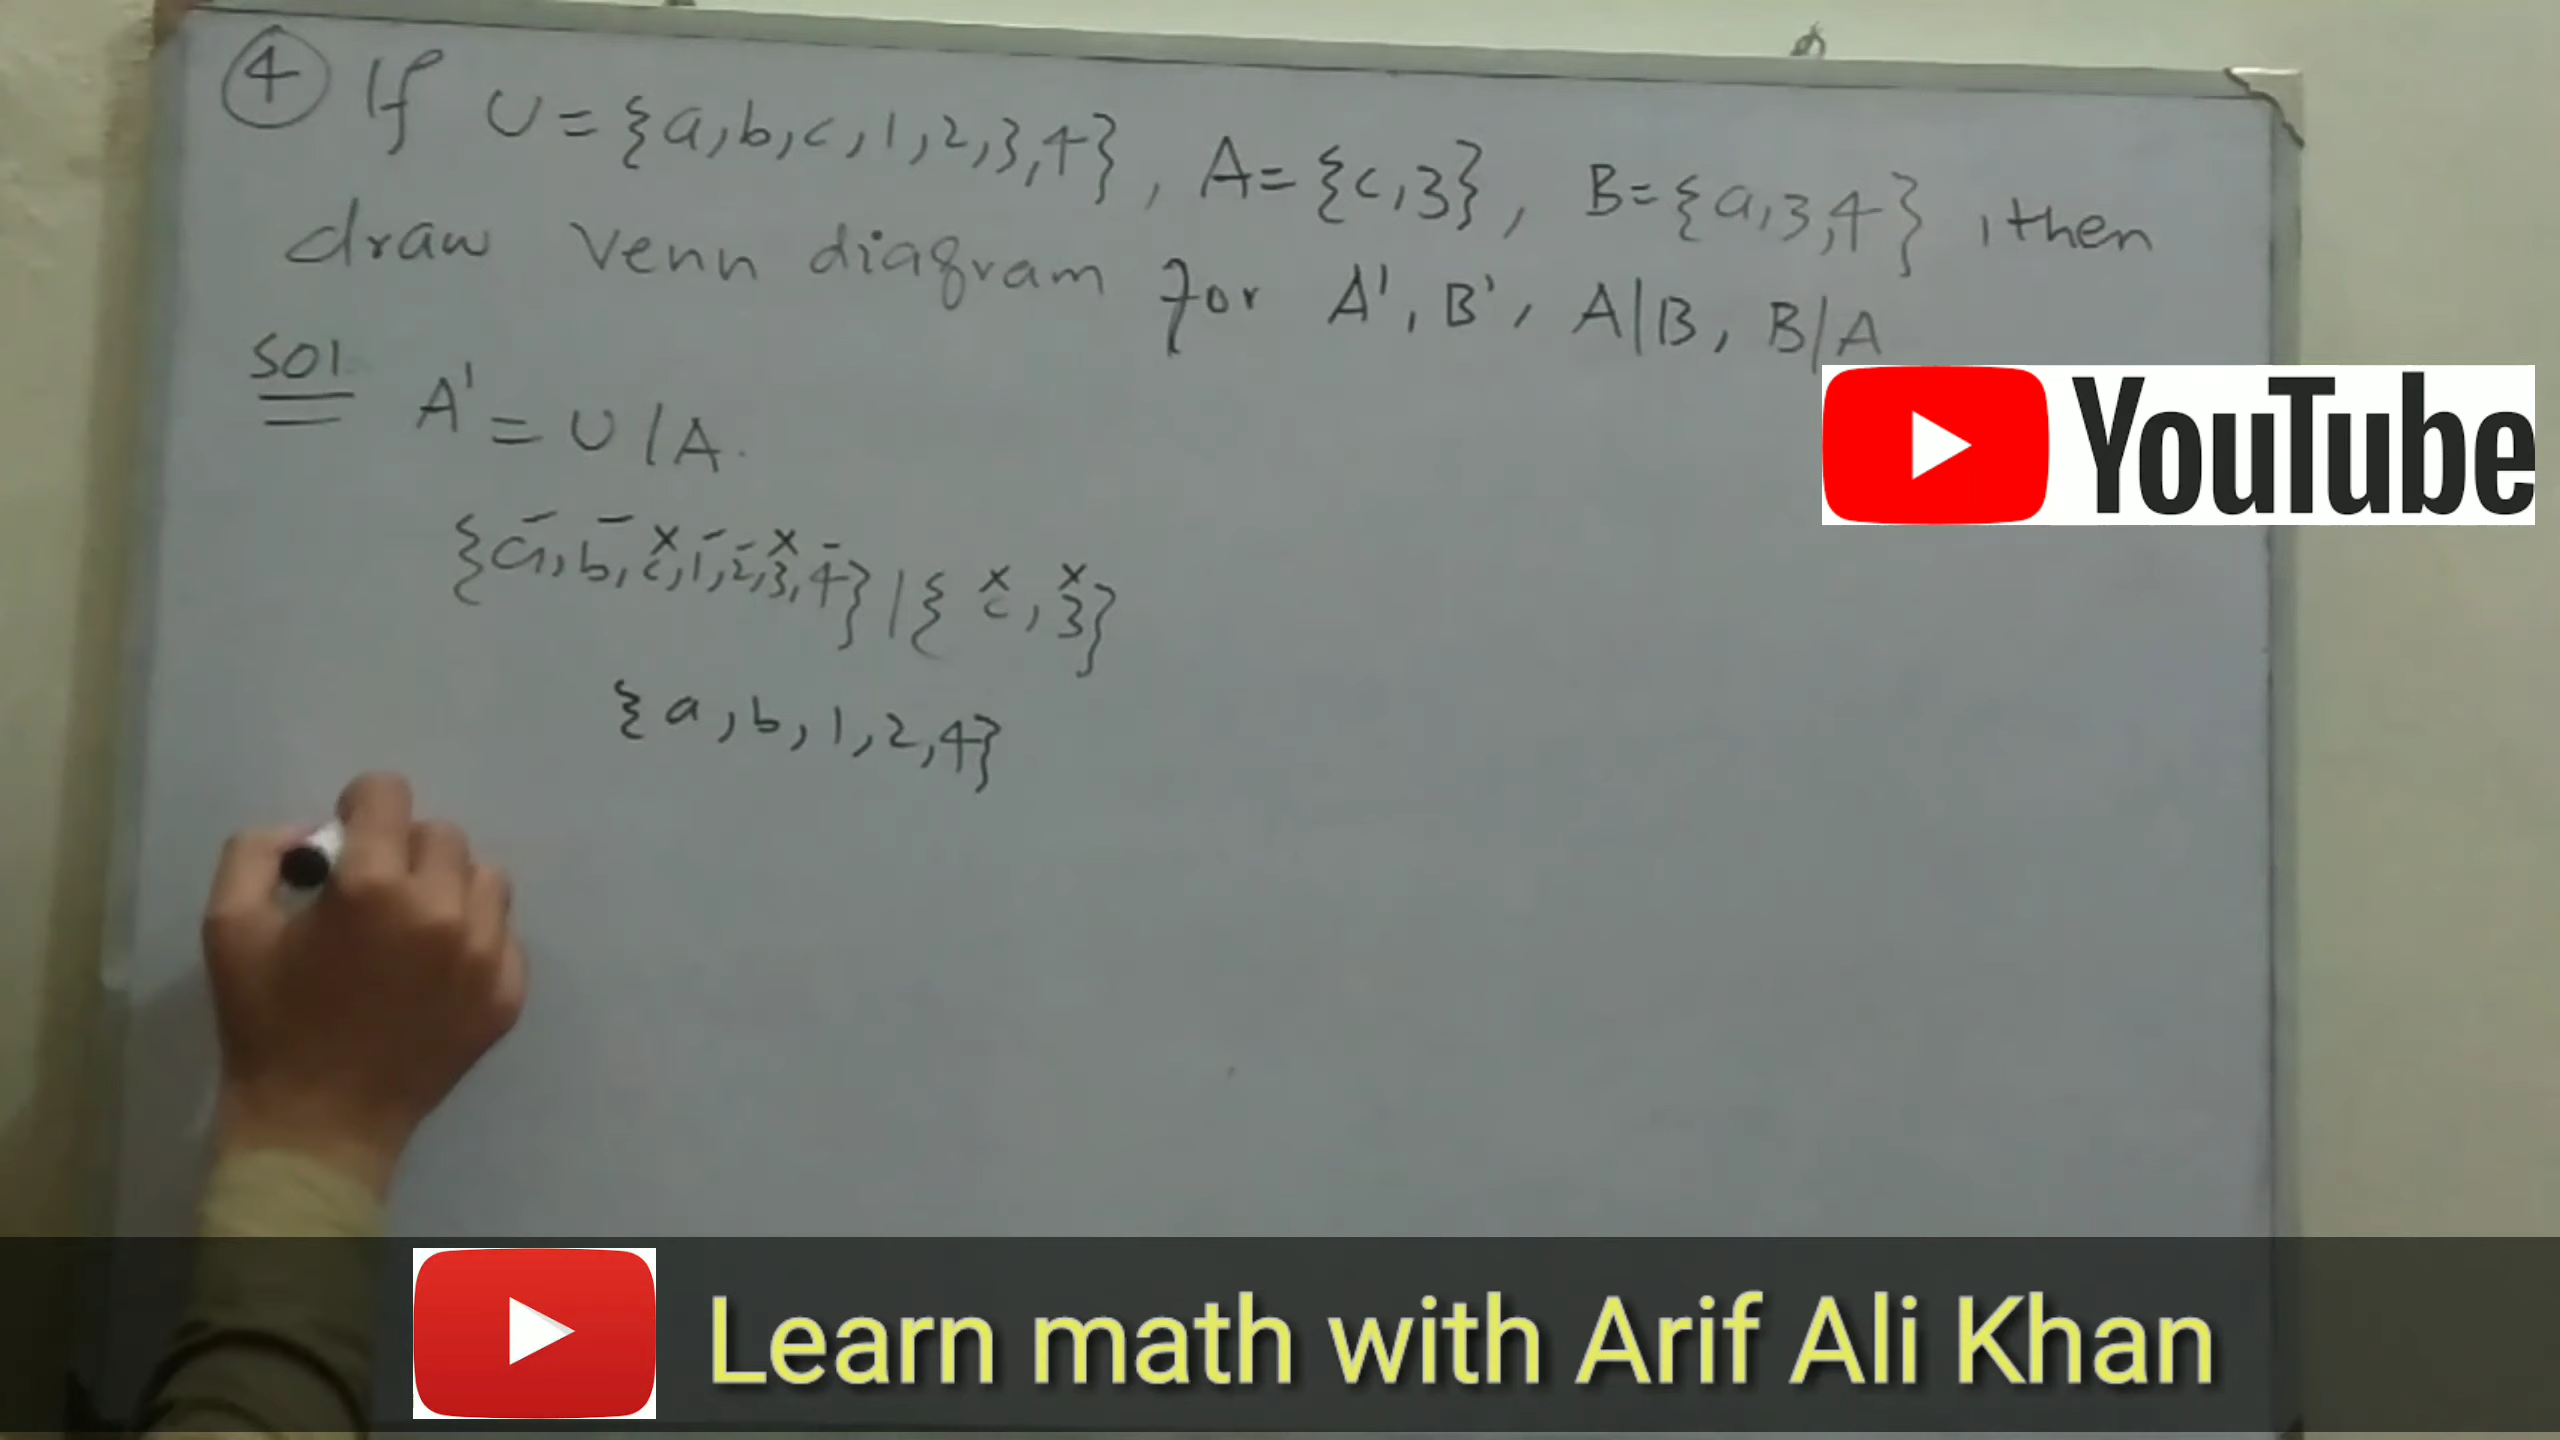 ④ If U={a,b,c,1,2,3,4}, A={c,3}, B={a,3,4}, then
draw Venn diagram for A', B', A|B, B/A
Sol A' = U/A.
YouTube
{a,b,c,1,2,3,4}/{c,3}
{a,b,1,2,4}
Learn math with Arif Ali Khan